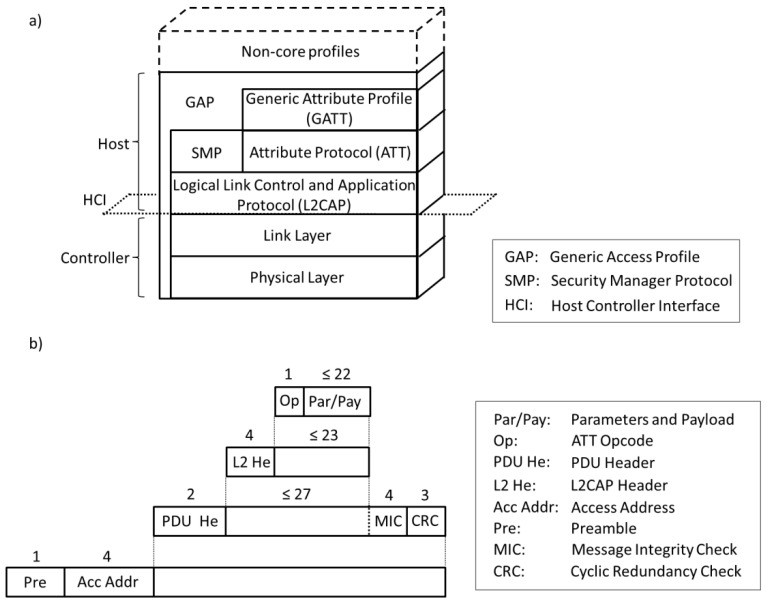 a)
Non-core profiles
GAP
Generic Attribute Profile
(GATT)
Host
SMP
Attribute Protocol (ATT)
Logical Link Control and Application
Protocol (L2CAP)
HCI
Link Layer
Controller
Physical Layer
GAP: Generic Access Profile
SMP: Security Manager Protocol
HCI: Host Controller Interface
b)
1 ≤ 22
Op Par/Pay
4 ≤ 23
L2 He
2 ≤ 27 4 3
PDU He MIC CRC
1 4
Pre Acc Addr
Par/Pay: Parameters and Payload
Op: ATT Opcode
PDU He: PDU Header
L2 He: L2CAP Header
Acc Addr: Access Address
Pre: Preamble
MIC: Message Integrity Check
CRC: Cyclic Redundancy Check